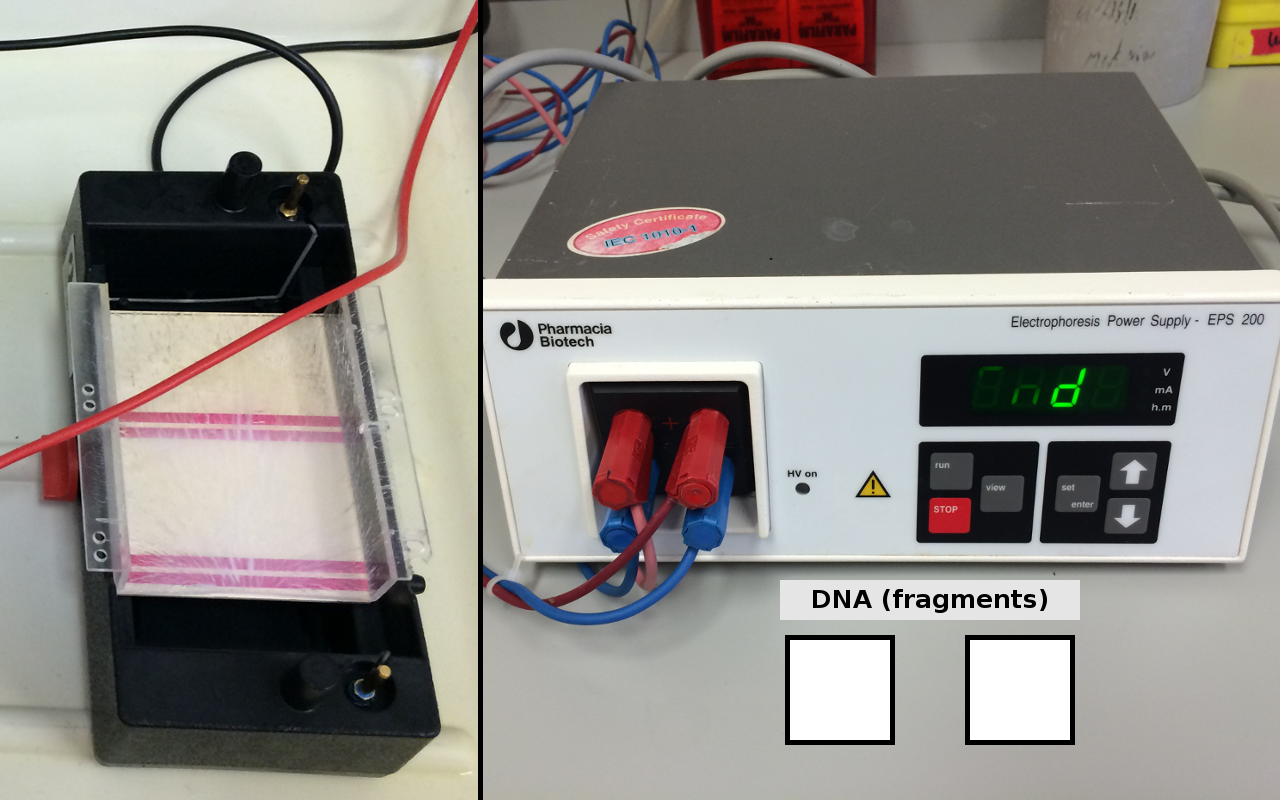 PARAFILM
PARAFILM
"M"
"M"
Safety Certificate
IEC 1010-1
Pharmacia
Biotech
Electrophoresis Power Supply - EPS 200
nd
V
mA
h.m
+
HV on
run
view
STOP
set
enter
DNA (fragments)